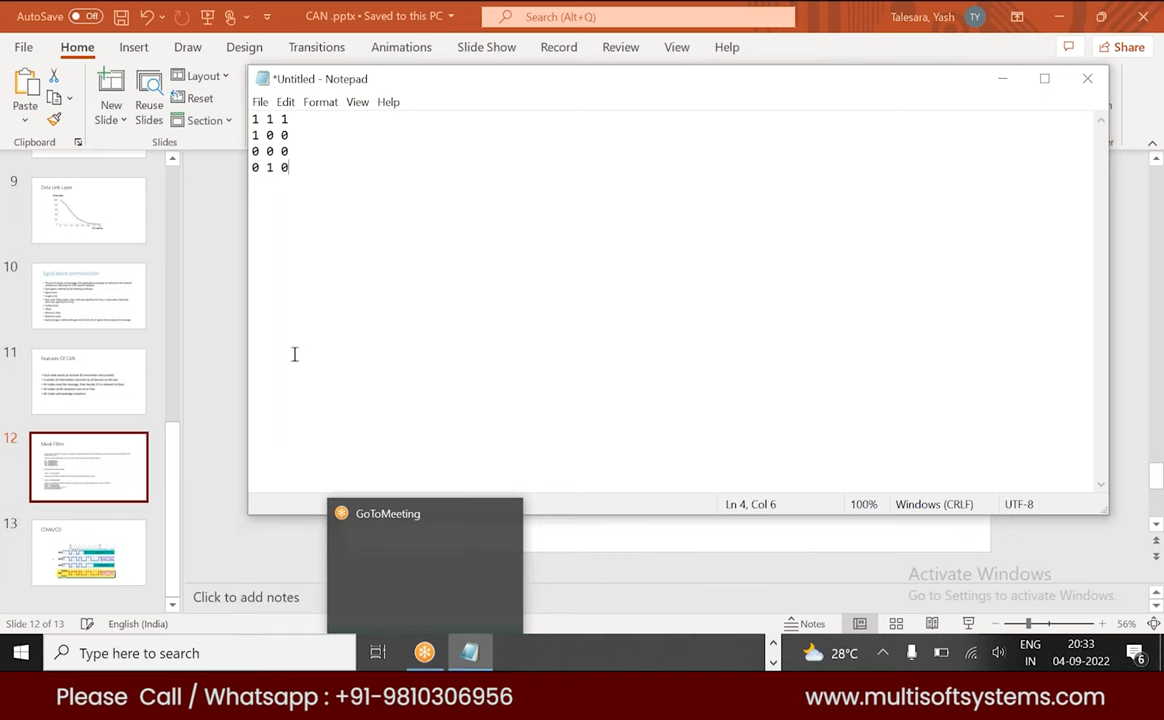 AutoSave Off CAN .pptx • Saved to this PC Search (Alt+Q) Talesara, Yash TY
File Home Insert Draw Design Transitions Animations Slide Show Record Review View Help Share
Paste New Slide Reuse Slides Layout Reset Section
Clipboard Slides
*Untitled - Notepad
File Edit Format View Help
1 1 1
1 0 0
0 0 0
0 1 0
Ln 4, Col 6 100% Windows (CRLF) UTF-8
9 Data Link Layer
10 Signal based communication
11 Features Of CAN
12 Mask Filter
13 CSMA/CD
GoToMeeting
Click to add notes
Activate Windows
Go to Settings to activate Windows.
Slide 12 of 13 English (India) Notes 56%
Type here to search 28°C ENG IN 20:33 04-09-2022 6
Please Call / Whatsapp : +91-9810306956 www.multisoftsystems.com